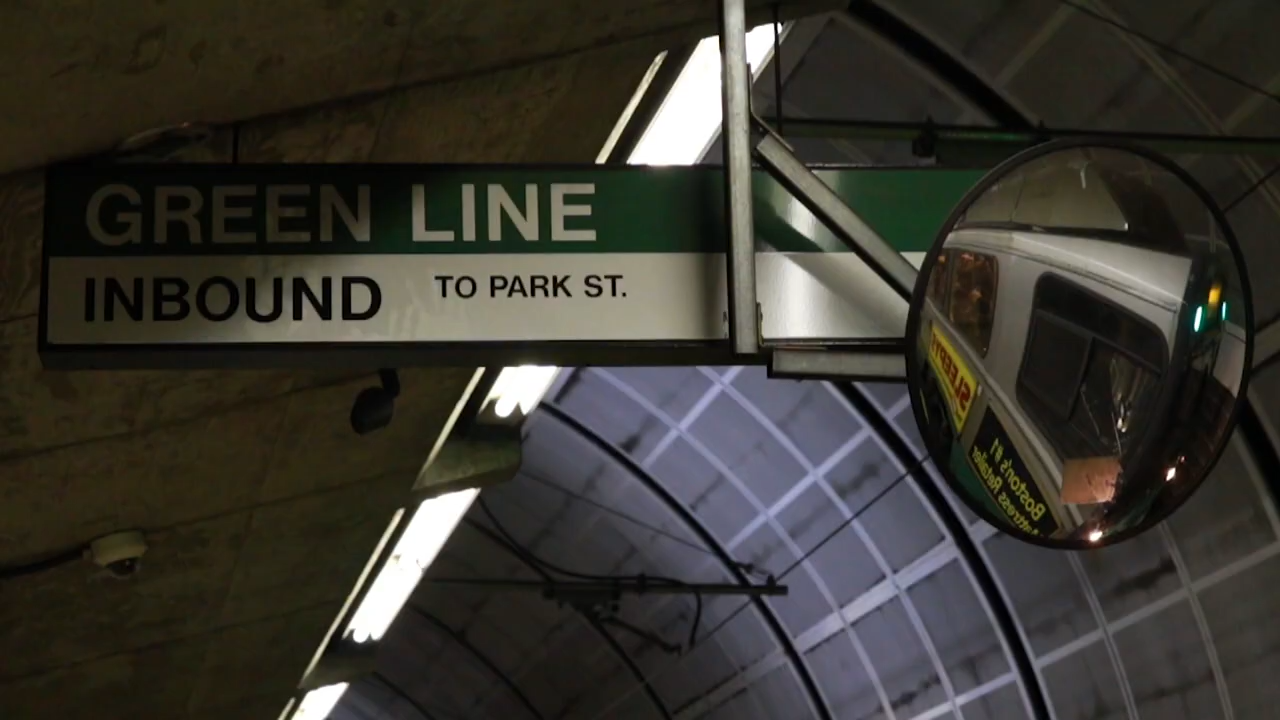 GREEN LINE
INBOUND TO PARK ST.
SLEEPY'S
Boston's #1
Mattress Retailer